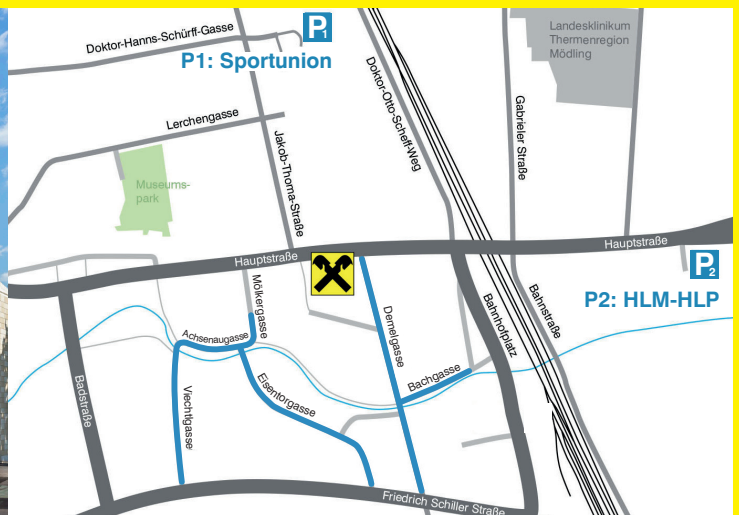 P1
Doktor-Hanns-Schürff-Gasse
P1: Sportunion
Landesklinikum
Thermenregion
Mödling
Doktor-Otto-Scheff-Weg
Gabrieler Straße
Lerchengasse
Jakob-Thoma-Straße
Museums-
park
Hauptstraße
Hauptstraße
P2
P2: HLM-HLP
Mölkergasse
Achsenaugasse
Demelgasse
Bahnhofplatz
Bahnstraße
Badstraße
Viechtlgasse
Eisentorgasse
Bachgasse
Friedrich Schiller Straße